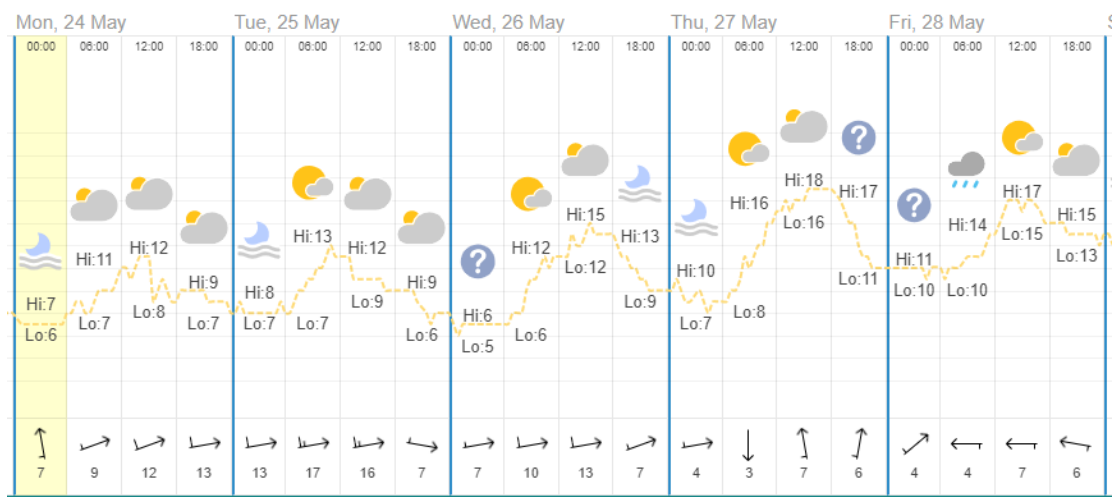 Mon, 24 May Tue, 25 May Wed, 26 May Thu, 27 May Fri, 28 May
00:00 06:00 12:00 18:00 00:00 06:00 12:00 18:00 00:00 06:00 12:00 18:00 00:00 06:00 12:00 18:00 00:00 06:00 12:00 18:00
Hi:7 Hi:11 Hi:12 Hi:9 Hi:8 Hi:13 Hi:12 Hi:9 Hi:6 Hi:12 Hi:15 Hi:13 Hi:10 Hi:16 Hi:18 Hi:17 Hi:11 Hi:14 Hi:17 Hi:15
Lo:6 Lo:7 Lo:8 Lo:7 Lo:7 Lo:7 Lo:9 Lo:6 Lo:5 Lo:6 Lo:12 Lo:9 Lo:7 Lo:8 Lo:16 Lo:11 Lo:10 Lo:10 Lo:15 Lo:13
? ? ?
7 9 12 13 13 17 16 7 7 10 13 7 4 3 7 6 4 4 7 6